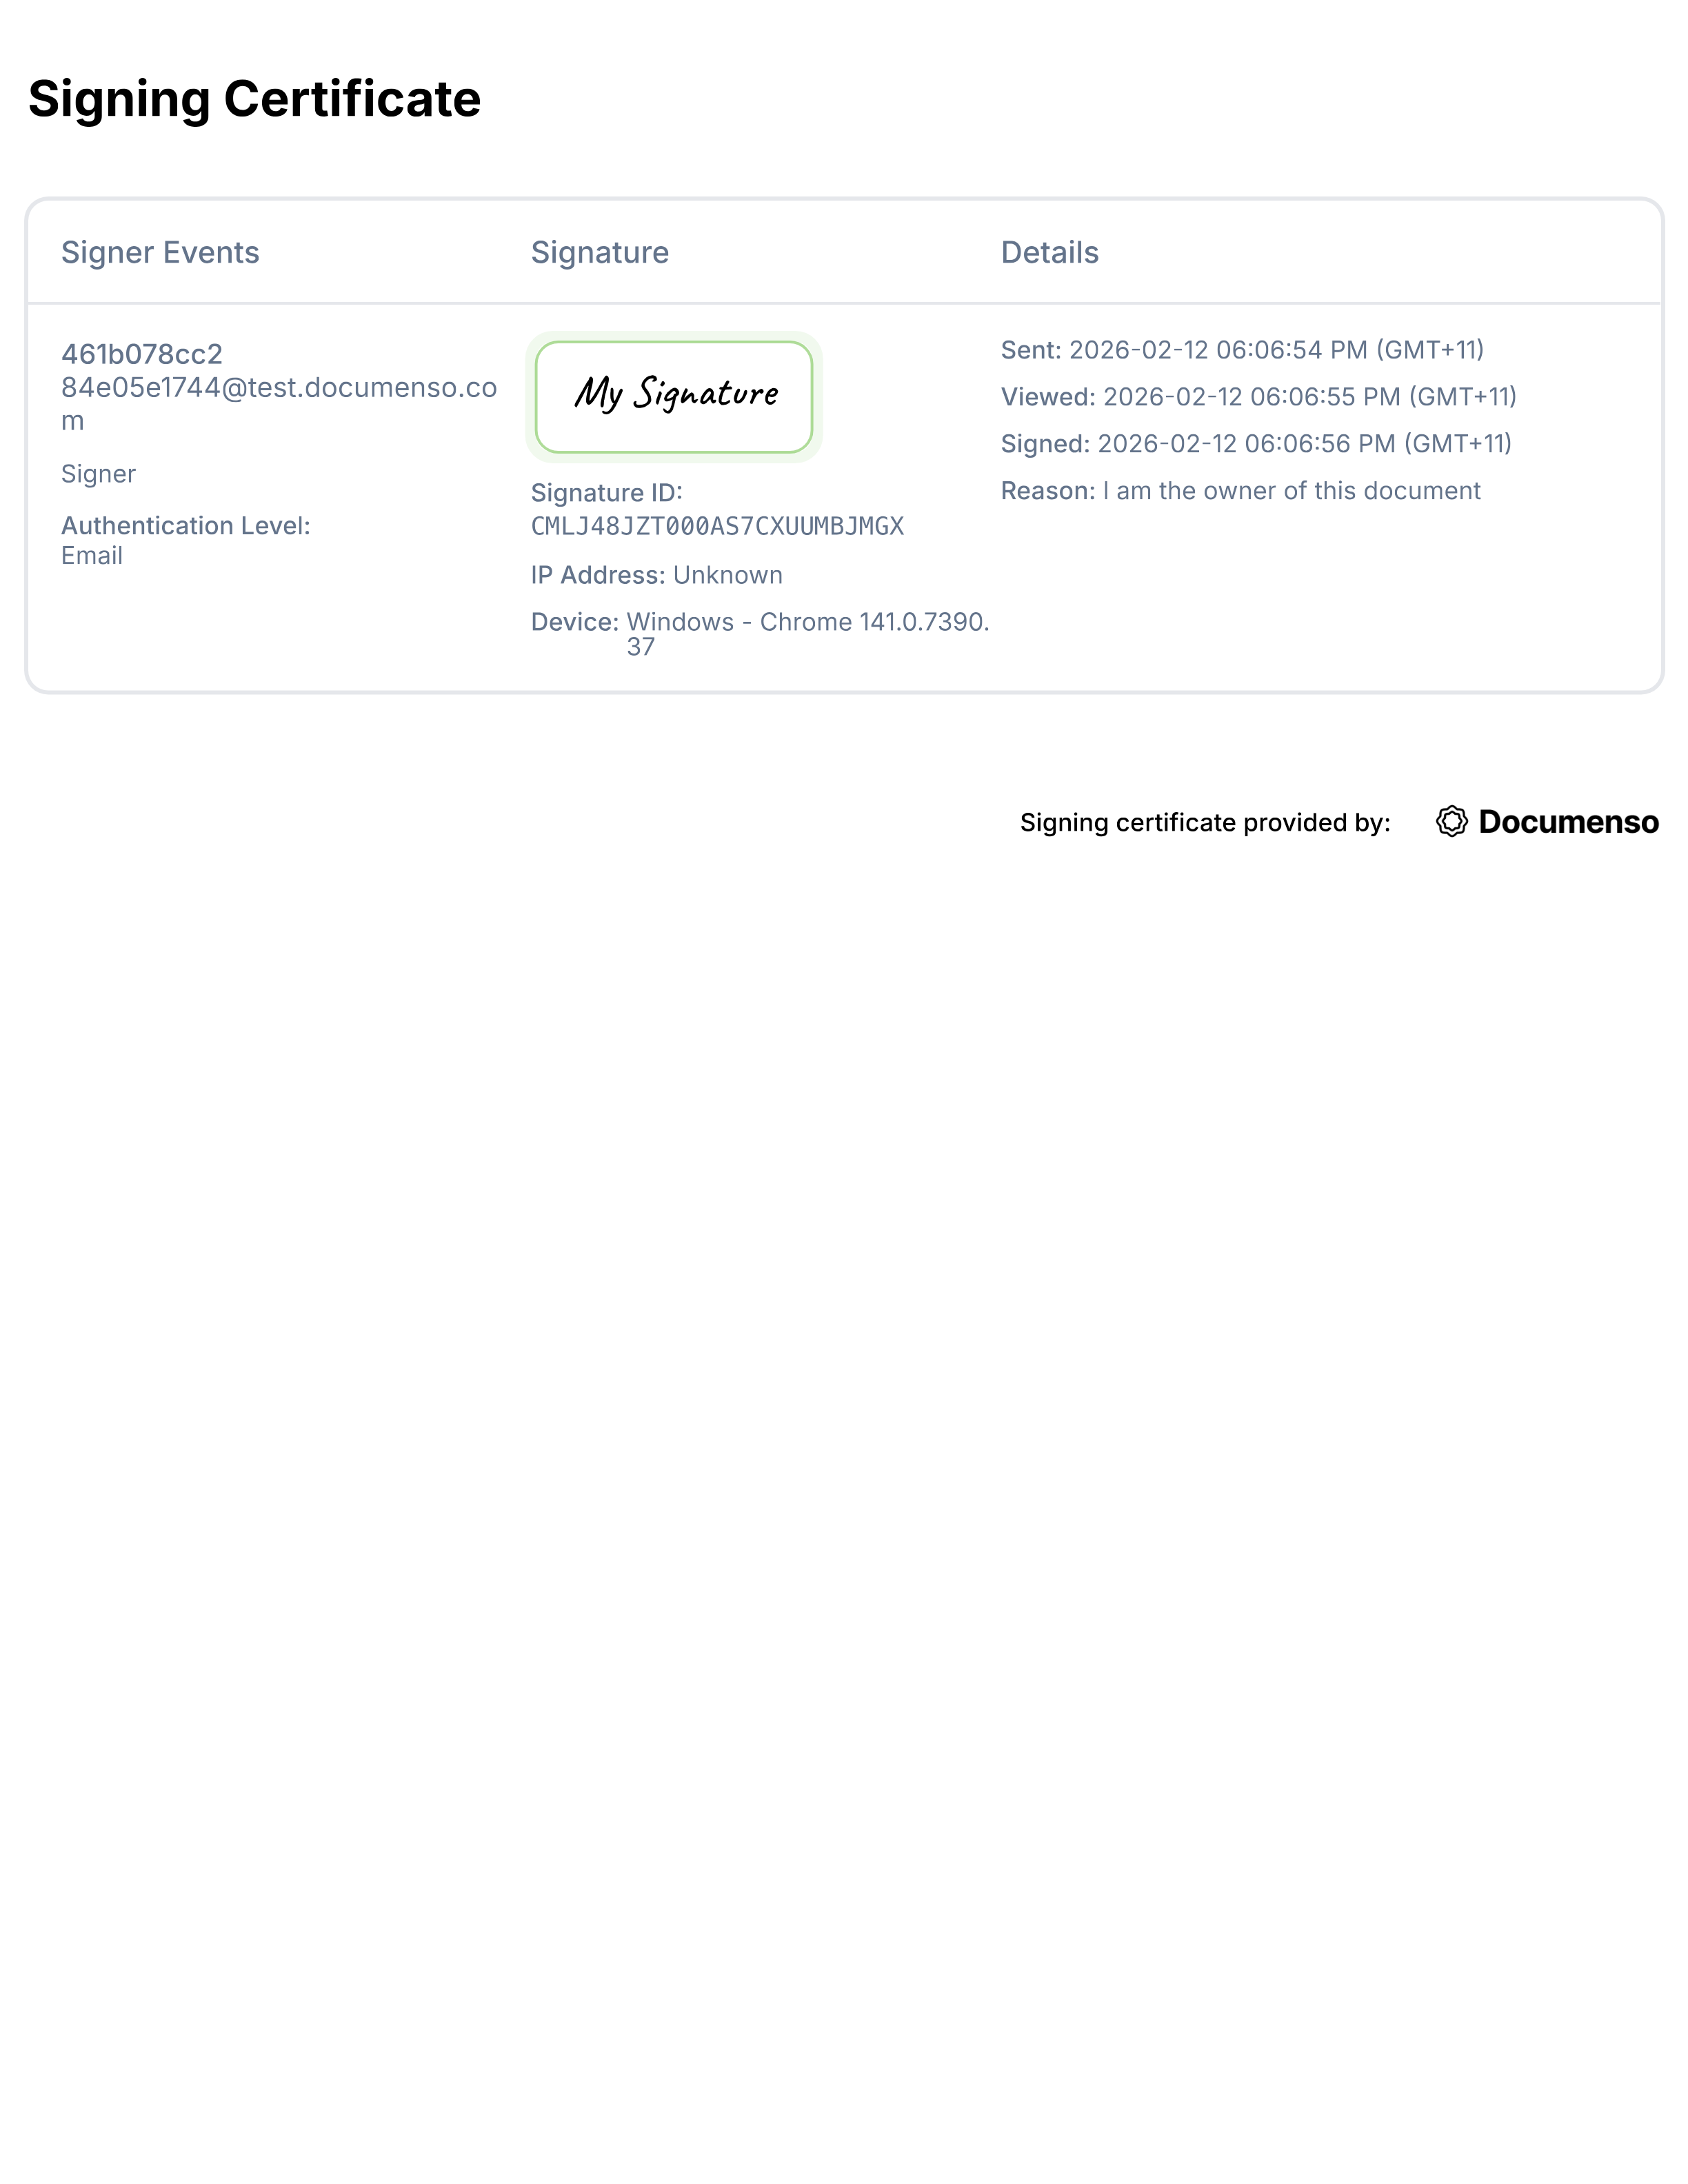 Signing Certificate
Signer Events
Signature
Details
461b078cc2
84e05e1744@test.documenso.co
m
Signer
Authentication Level:
Email
My Signature
Signature ID:
CMLJ48JZT000AS7CXUUMBJMGX
IP Address: Unknown
Device: Windows - Chrome 141.0.7390.
37
Sent: 2026-02-12 06:06:54 PM (GMT+11)
Viewed: 2026-02-12 06:06:55 PM (GMT+11)
Signed: 2026-02-12 06:06:56 PM (GMT+11)
Reason: I am the owner of this document
Signing certificate provided by:
Documenso